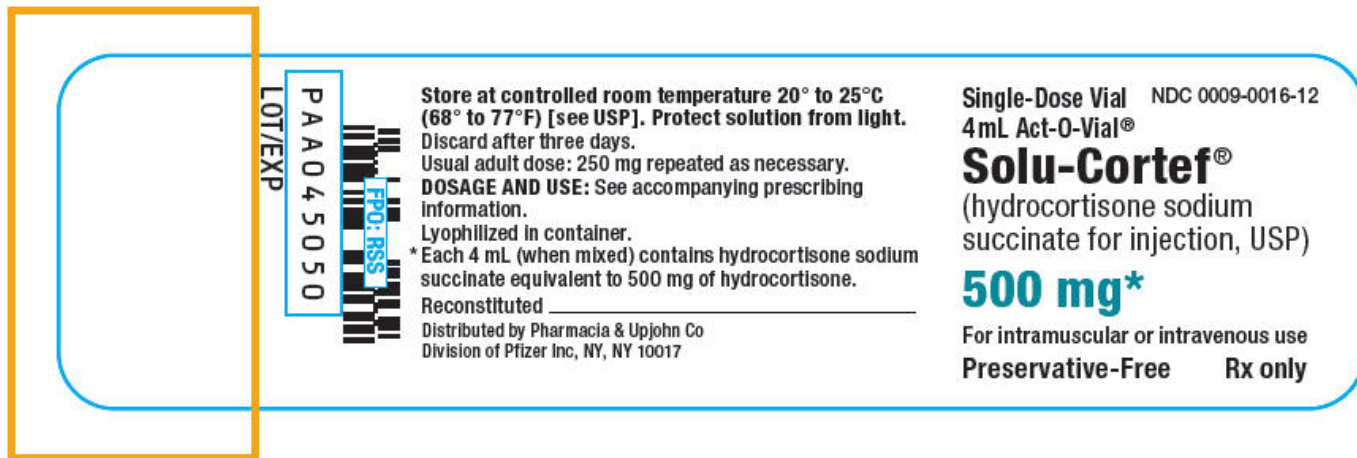 LOT/EXP
PAA045050
FPO: RSS
Store at controlled room temperature 20° to 25°C
(68° to 77°F) [see USP]. Protect solution from light.
Discard after three days.
Usual adult dose: 250 mg repeated as necessary.
DOSAGE AND USE: See accompanying prescribing
information.
Lyophilized in container.
* Each 4 mL (when mixed) contains hydrocortisone sodium
succinate equivalent to 500 mg of hydrocortisone.
Reconstituted
Distributed by Pharmacia & Upjohn Co
Division of Pfizer Inc, NY, NY 10017
Single-Dose Vial NDC 0009-0016-12
4 mL Act-O-Vial®
Solu-Cortef®
(hydrocortisone sodium
succinate for injection, USP)
500 mg*
For intramuscular or intravenous use
Preservative-Free Rx only